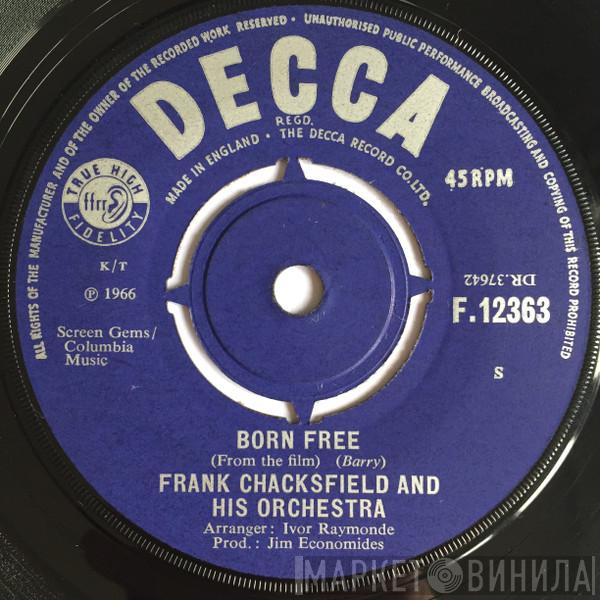 ALL RIGHTS OF THE MANUFACTURER AND OF THE OWNER OF THE RECORDED WORK RESERVED • UNAUTHORISED PUBLIC PERFORMANCE BROADCASTING AND COPYING OF THIS RECORD PROHIBITED
DECCA
REGD.
MADE IN ENGLAND • THE DECCA RECORD CO. LTD.
TRUE HIGH
ffrr
FIDELITY
45 RPM
K/T
℗ 1966
DR.37642
F.12363
Screen Gems/
Columbia
Music
S
BORN FREE
(From the film) (Barry)
FRANK CHACKSFIELD AND
HIS ORCHESTRA
Arranger: Ivor Raymonde
Prod.: Jim Economides
МАРКЕТ ВИНИЛА